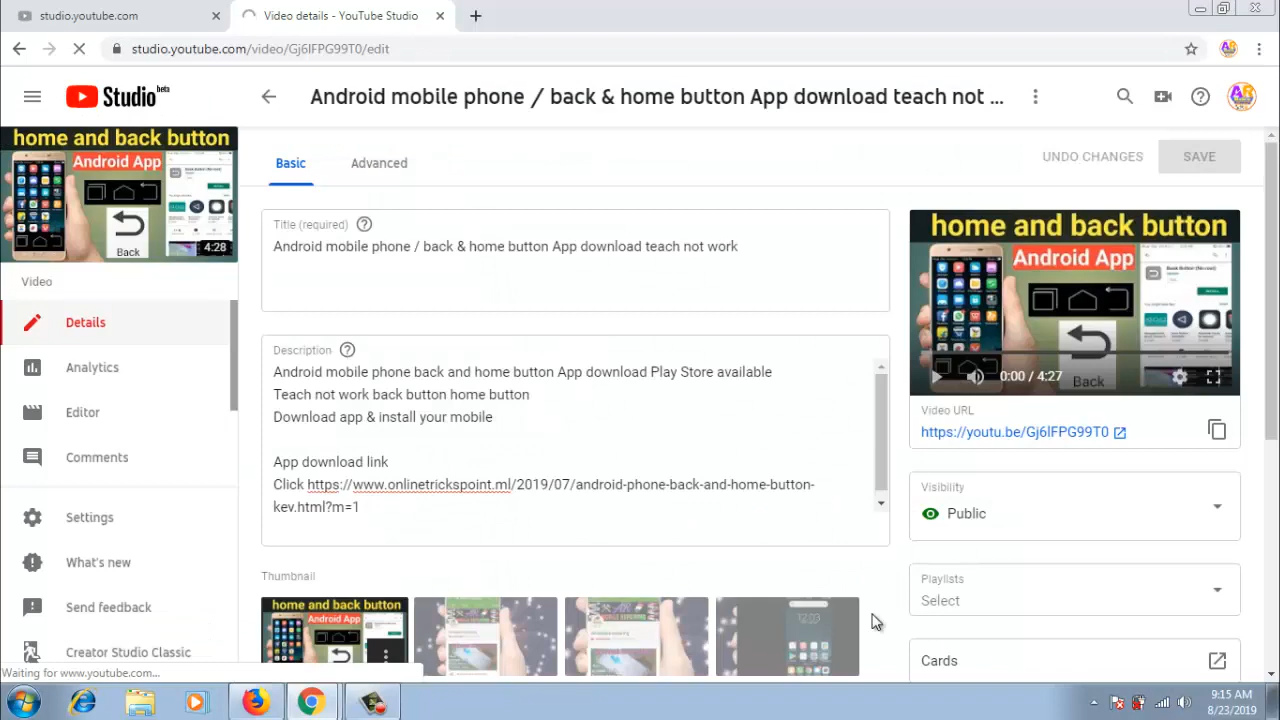 studio.youtube.com
Video details - YouTube Studio
studio.youtube.com/video/Gj6lFPG99T0/edit
Studio beta
Android mobile phone / back & home button App download teach not ...
home and back button
Android App
Back
4:28
Video
Details
Analytics
Editor
Comments
Settings
What's new
Send feedback
Creator Studio Classic
Waiting for www.youtube.com...
Basic
Advanced
UNDO CHANGES
SAVE
Title (required)
Android mobile phone / back & home button App download teach not work
Description
Android mobile phone back and home button App download Play Store available
Teach not work back button home button
Download app & install your mobile
App download link
Click https://www.onlinetrickspoint.ml/2019/07/android-phone-back-and-home-button-
kev.html?m=1
Thumbnail
home and back button
Android App
home and back button
Android App
Back
0:00 / 4:27
Video URL
https://youtu.be/Gj6lFPG99T0
Visibility
Public
Playlists
Select
Cards
9:15 AM
8/23/2019